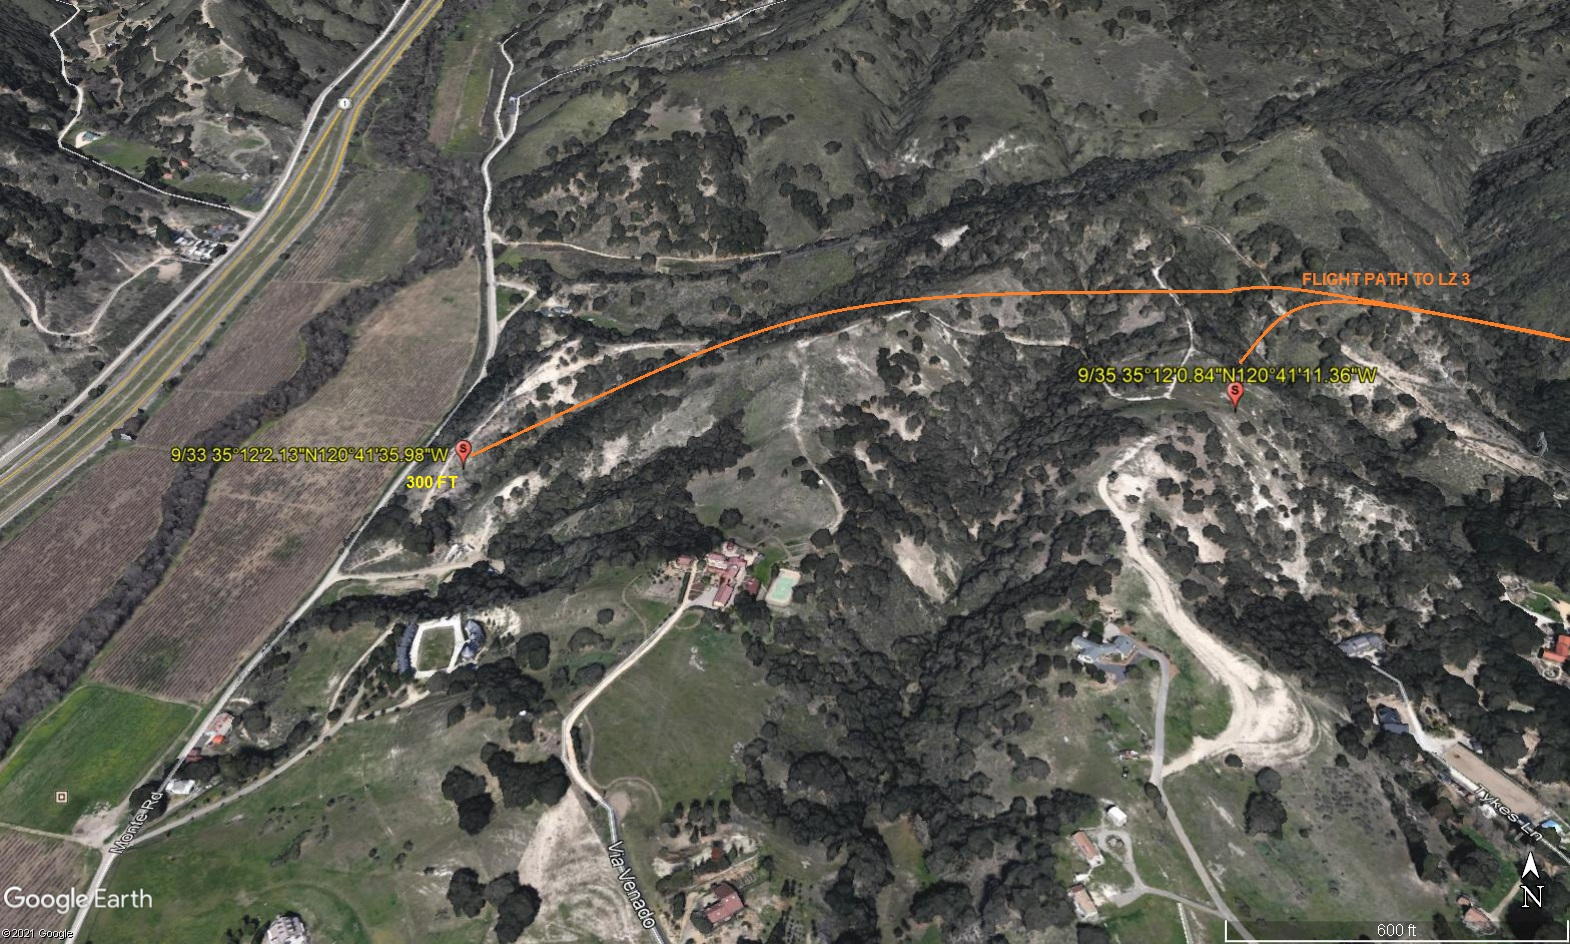 1
FLIGHT PATH TO LZ 3
9/35 35°12'0.84"N120°41'11.36"W
S
9/33 35°12'2.13"N120°41'35.98"W
S
300 FT
Monte Rd
Tykes Ln
Via Venado
N
Google Earth
©2021 Google
600 ft